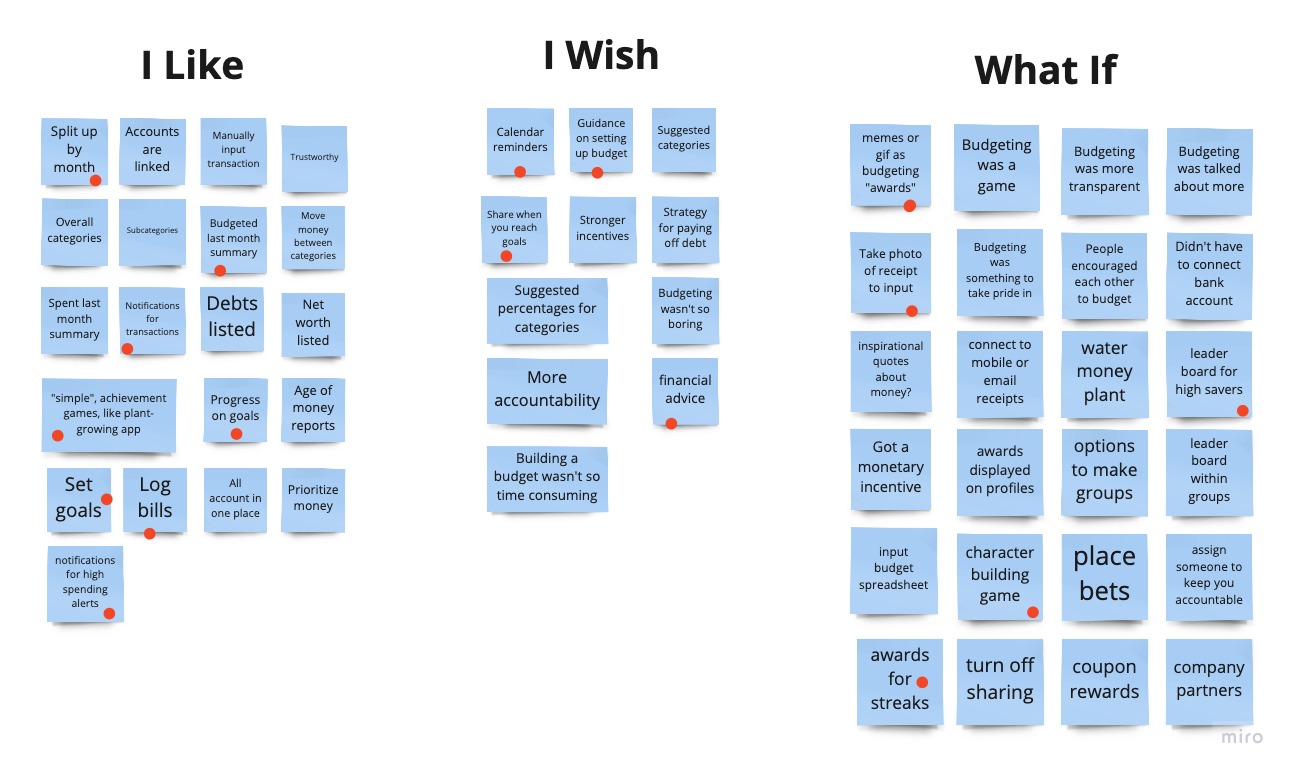 I Like
Split up
by
month
Accounts
are
linked
Manually
input
transaction
Trustworthy
Overall
categories
Subcategories
Budgeted
last month
summary
Move
money
between
categories
Spent last
month
summary
Notifications
for
transactions
Debts
listed
Net
worth
listed
"simple", achievement
games, like plant-
growing app
Progress
on goals
Age of
money
reports
Set
goals
Log
bills
All
account in
one place
Prioritize
money
notifications
for high
spending
alerts
I Wish
Calendar
reminders
Guidance
on setting
up budget
Suggested
categories
Share when
you reach
goals
Stronger
incentives
Strategy
for paying
off debt
Suggested
percentages for
categories
Budgeting
wasn't so
boring
More
accountability
financial
advice
Building a
budget wasn't so
time consuming
What If
memes or
gif as
budgeting
"awards"
Budgeting
was a
game
Budgeting
was more
transparent
Budgeting
was talked
about more
Take photo
of receipt
to input
Budgeting
was
something to
take pride in
People
encouraged
each other
to budget
Didn't have
to connect
bank
account
inspirational
quotes
about
money?
connect to
mobile or
email
receipts
water
money
plant
leader
board for
high savers
Got a
monetary
incentive
awards
displayed
on profiles
options
to make
groups
leader
board
within
groups
input
budget
spreadsheet
character
building
game
place
bets
assign
someone to
keep you
accountable
awards
for
streaks
turn off
sharing
coupon
rewards
company
partners
miro